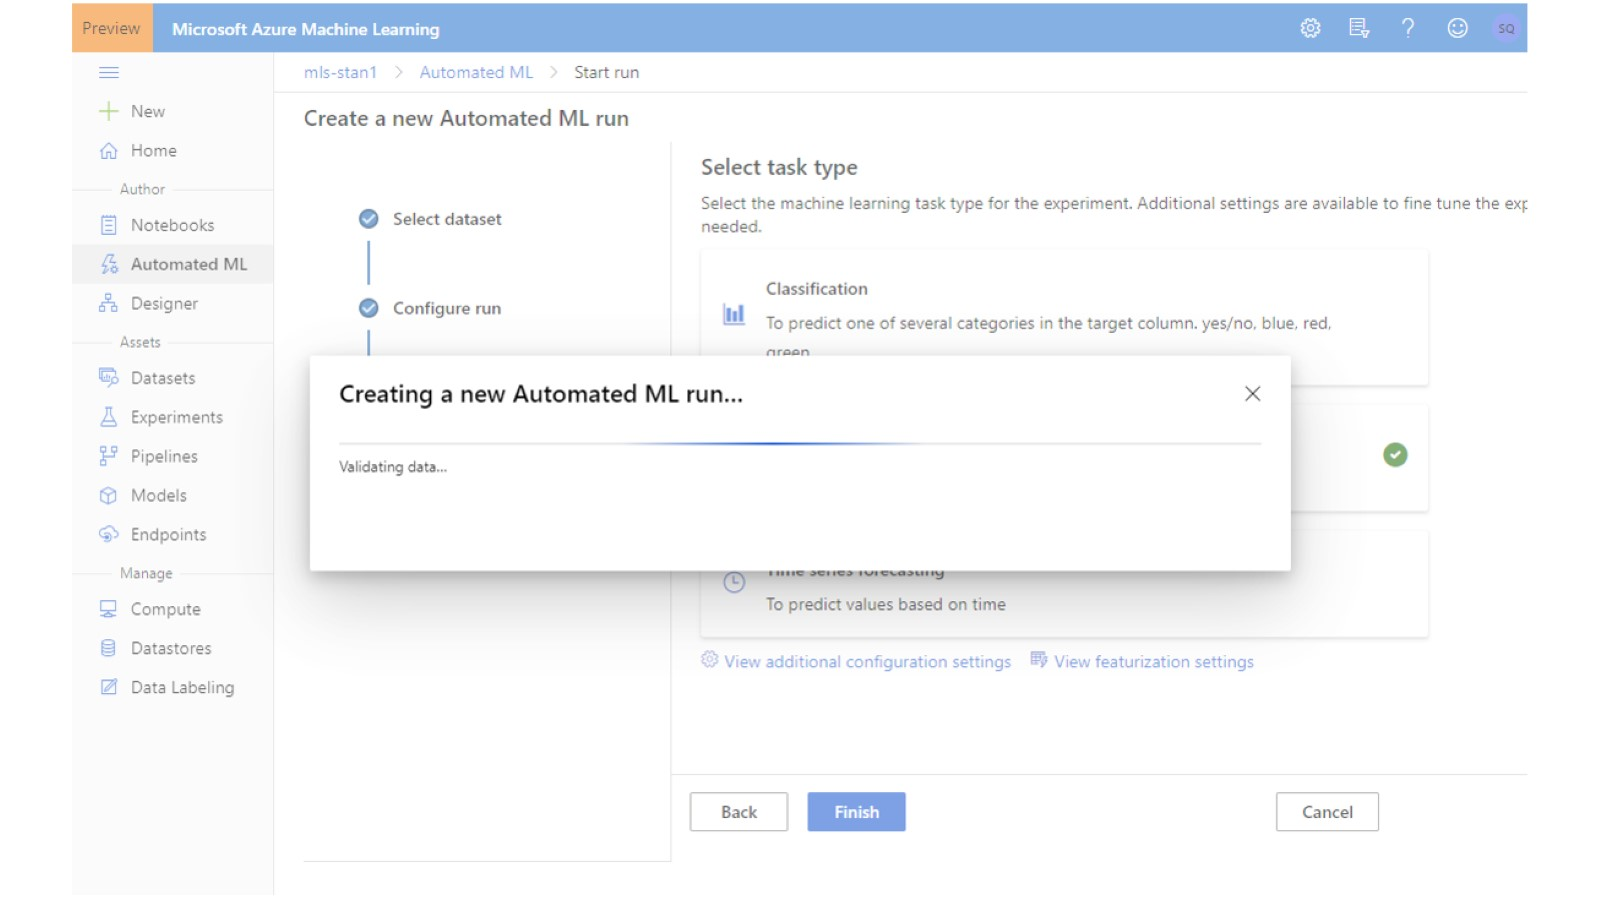 Preview
Microsoft Azure Machine Learning
SQ
mls-stan1 > Automated ML > Start run
New
Home
Author
Notebooks
Automated ML
Designer
Assets
Datasets
Experiments
Pipelines
Models
Endpoints
Manage
Compute
Datastores
Data Labeling
Create a new Automated ML run
Select dataset
Configure run
Select task type
Select the machine learning task type for the experiment. Additional settings are available to fine tune the
needed.
Classification
To predict one of several categories in the target column. yes/no, blue, red,
green
Creating a new Automated ML run...
Validating data...
Time series forecasting
To predict values based on time
View additional configuration settings
View featurization settings
Back
Finish
Cancel